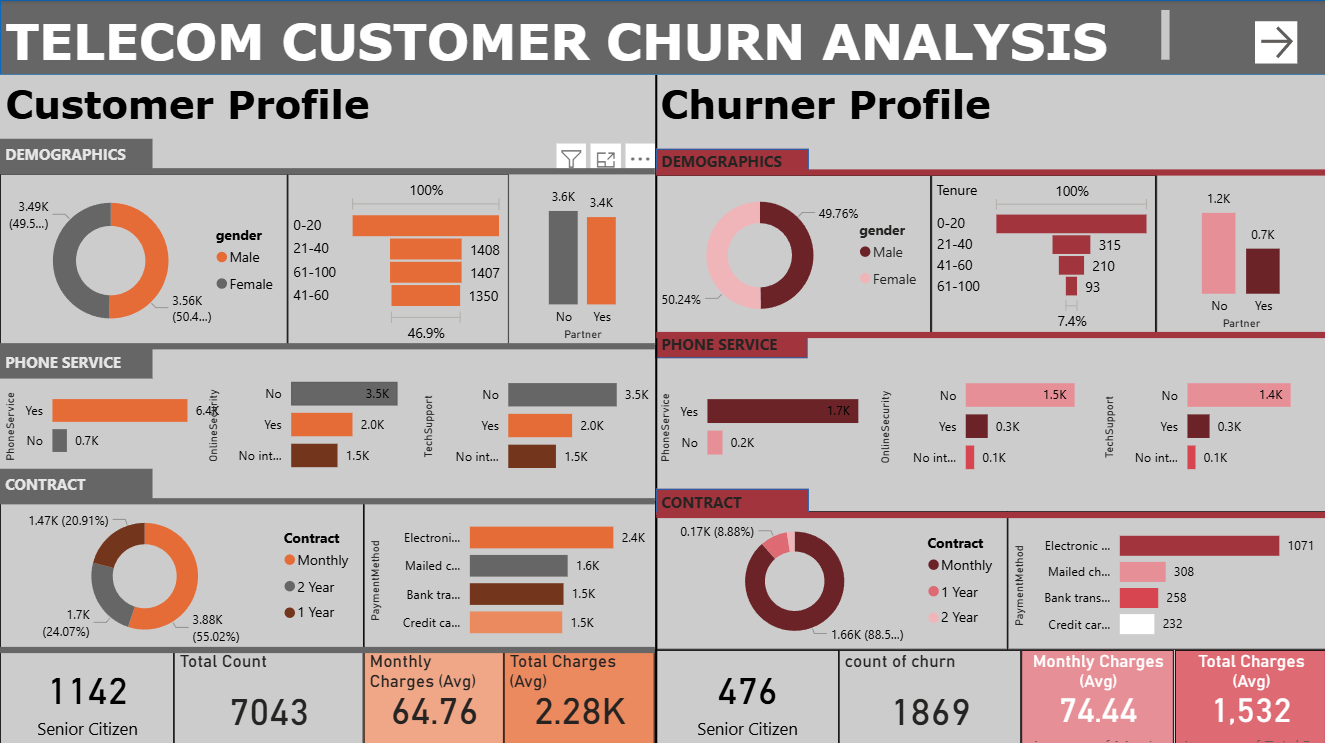 TELECOM CUSTOMER CHURN ANALYSIS
Customer Profile
DEMOGRAPHICS
3.49K
(49.5...)
3.56K
(50.4...)
gender
Male
Female
100%
0-20
21-40
1408
61-100
1407
41-60
1350
46.9%
3.6K
3.4K
No
Yes
Partner
PHONE SERVICE
PhoneService
Yes
6.4K
No
0.7K
OnlineSecurity
No
3.5K
Yes
2.0K
No int...
1.5K
TechSupport
No
3.5K
Yes
2.0K
No int...
1.5K
CONTRACT
1.47K (20.91%)
1.7K
(24.07%)
3.88K
(55.02%)
Contract
Monthly
2 Year
1 Year
PaymentMethod
Electroni...
2.4K
Mailed c...
1.6K
Bank tra...
1.5K
Credit ca...
1.5K
1142
Senior Citizen
Total Count
7043
Monthly
Charges (Avg)
64.76
Total Charges
(Avg)
2.28K
Churner Profile
DEMOGRAPHICS
49.76%
50.24%
gender
Male
Female
Tenure
100%
0-20
21-40
315
41-60
210
61-100
93
7.4%
1.2K
0.7K
No
Yes
Partner
PHONE SERVICE
PhoneService
Yes
1.7K
No
0.2K
OnlineSecurity
No
1.5K
Yes
0.3K
No int...
0.1K
TechSupport
No
1.4K
Yes
0.3K
No int...
0.1K
CONTRACT
0.17K (8.88%)
1.66K (88.5...)
Contract
Monthly
1 Year
2 Year
PaymentMethod
Electronic ...
1071
Mailed ch...
308
Bank trans...
258
Credit car...
232
476
Senior Citizen
count of churn
1869
Monthly Charges
(Avg)
74.44
Total Charges
(Avg)
1,532